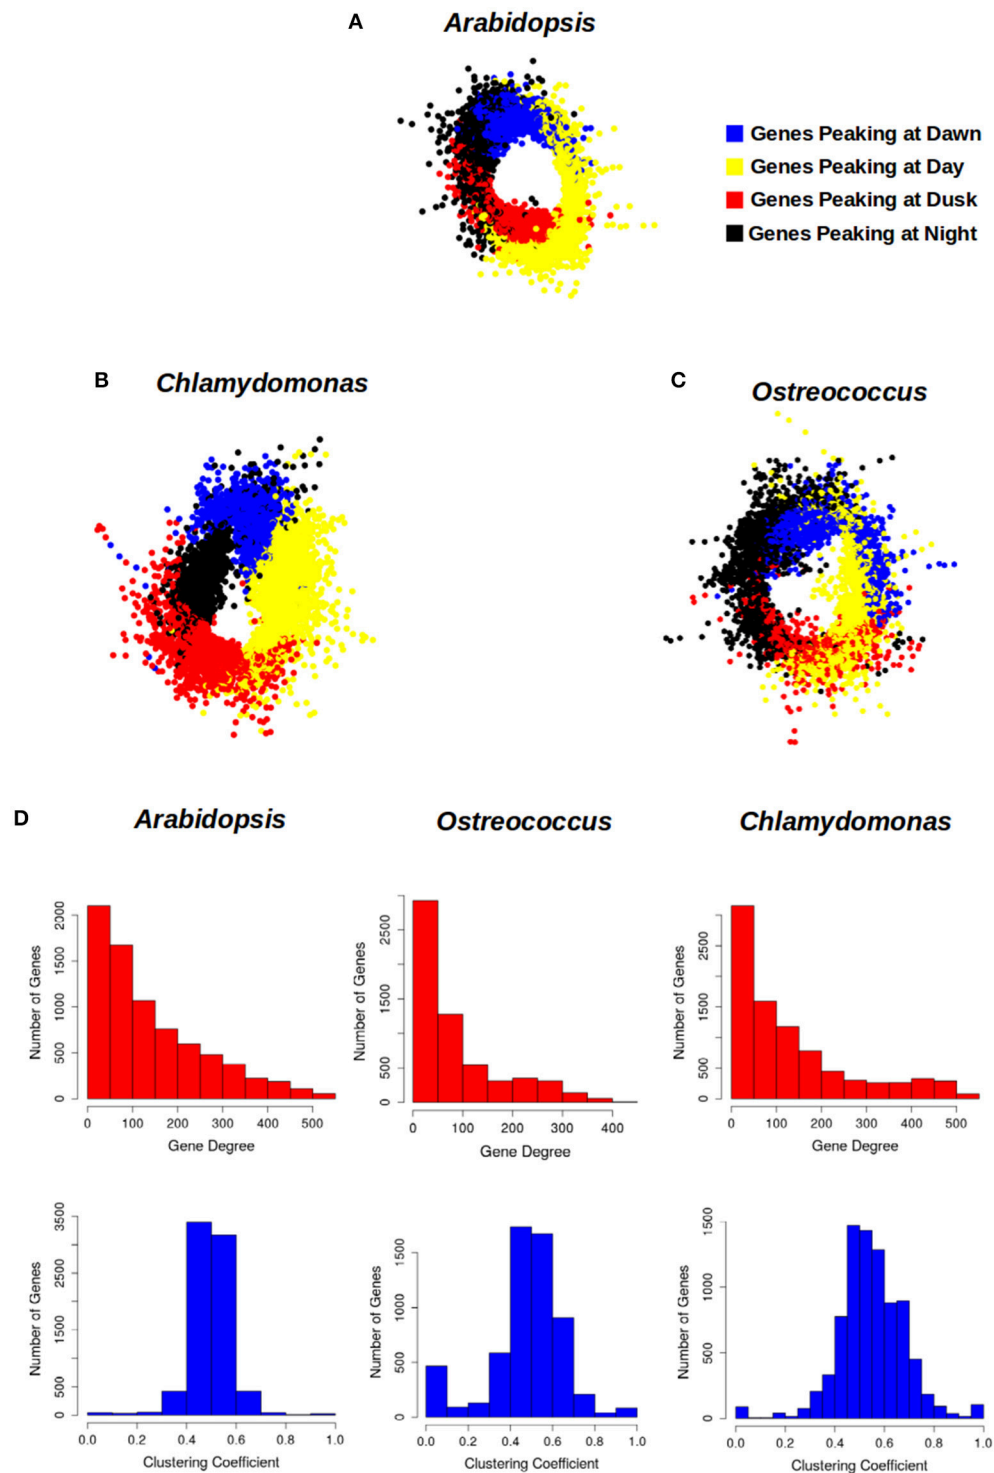 A
Arabidopsis
Genes Peaking at Dawn
Genes Peaking at Day
Genes Peaking at Dusk
Genes Peaking at Night
B
Chlamydomonas
C
Ostreococcus
D
Arabidopsis
Ostreococcus
Chlamydomonas
Number of Genes
0 500 1000 1500 2000
0 100 200 300 400 500
Gene Degree
Number of Genes
0 500 1500 2500
0 100 200 300 400
Gene Degree
Number of Genes
0 500 1500 2500
0 100 200 300 400 500
Gene Degree
Number of Genes
0 500 1500 2500 3500
0.0 0.2 0.4 0.6 0.8 1.0
Clustering Coefficient
Number of Genes
0 500 1000 1500
0.0 0.2 0.4 0.6 0.8 1.0
Clustering Coefficient
Number of Genes
0 500 1000 1500
0.0 0.2 0.4 0.6 0.8 1.0
Clustering Coefficient